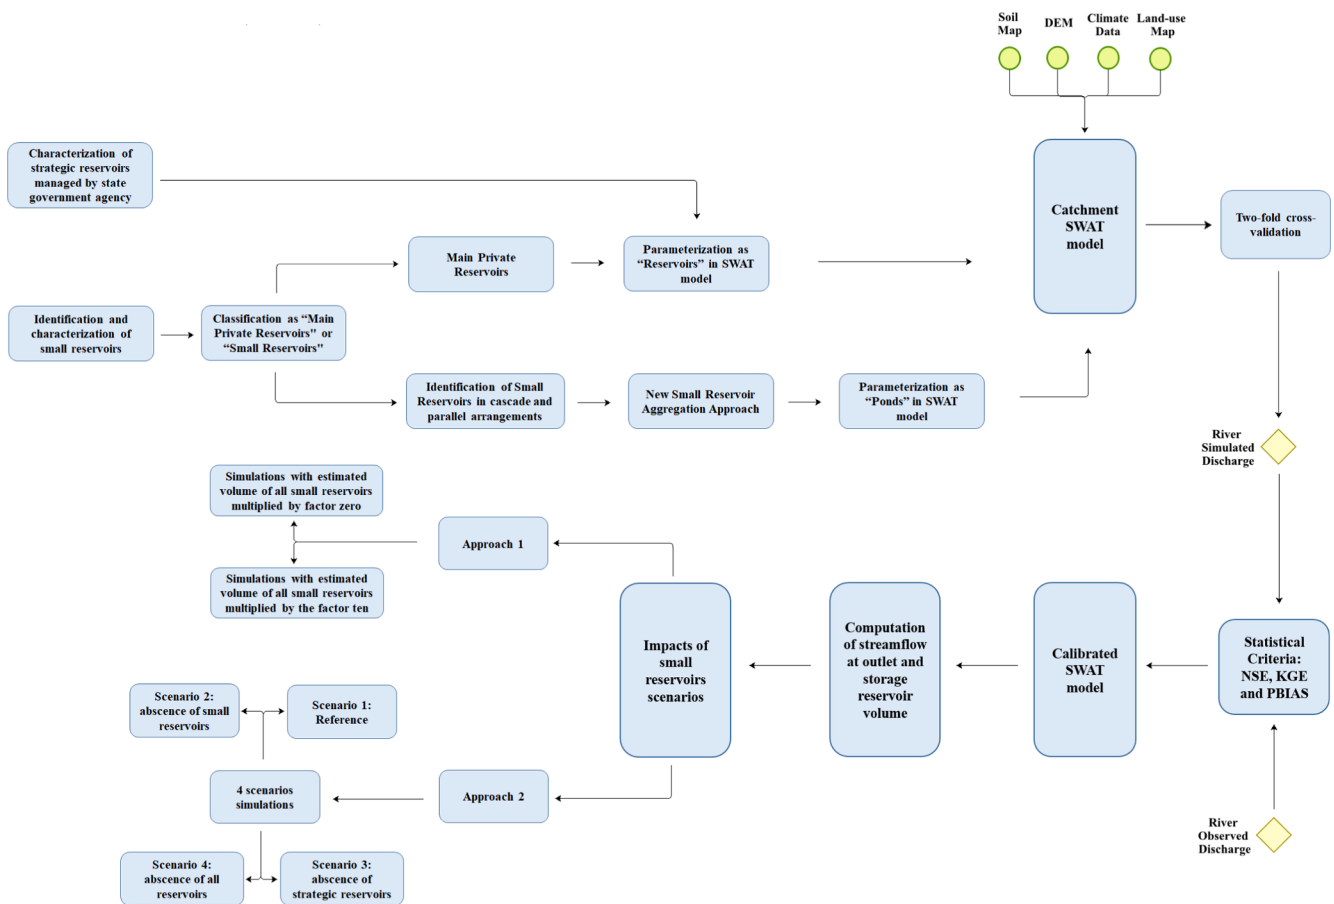 Soil
Map
DEM
Climate
Data
Land-use
Map
Characterization of
strategic reservoirs
managed by state
government agency
Catchment
SWAT
model
Two-fold cross-
validation
Main Private
Reservoirs
Parameterization as
“Reservoirs” in SWAT
model
Identification and
characterization of
small reservoirs
Classification as “Main
Private Reservoirs" or
“Small Reservoirs"
Identification of Small
Reservoirs in cascade and
parallel arrangements
New Small Reservoir
Aggregation Approach
Parameterization as
“Ponds” in SWAT
model
River
Simulated
Discharge
Simulations with estimated
volume of all small reservoirs
multiplied by factor zero
Approach 1
Simulations with estimated
volume of all small reservoirs
multiplied by the factor ten
Impacts of
small
reservoirs
scenarios
Computation
of streamflow
at outlet and
storage
reservoir
volume
Calibrated
SWAT
model
Statistical
Criteria:
NSE, KGE
and PBIAS
Scenario 2:
absence of small
reservoirs
Scenario 1:
Reference
4 scenarios
simulations
Approach 2
River
Observed
Discharge
Scenario 4:
absence of all
reservoirs
Scenario 3:
absence of
strategic reservoirs